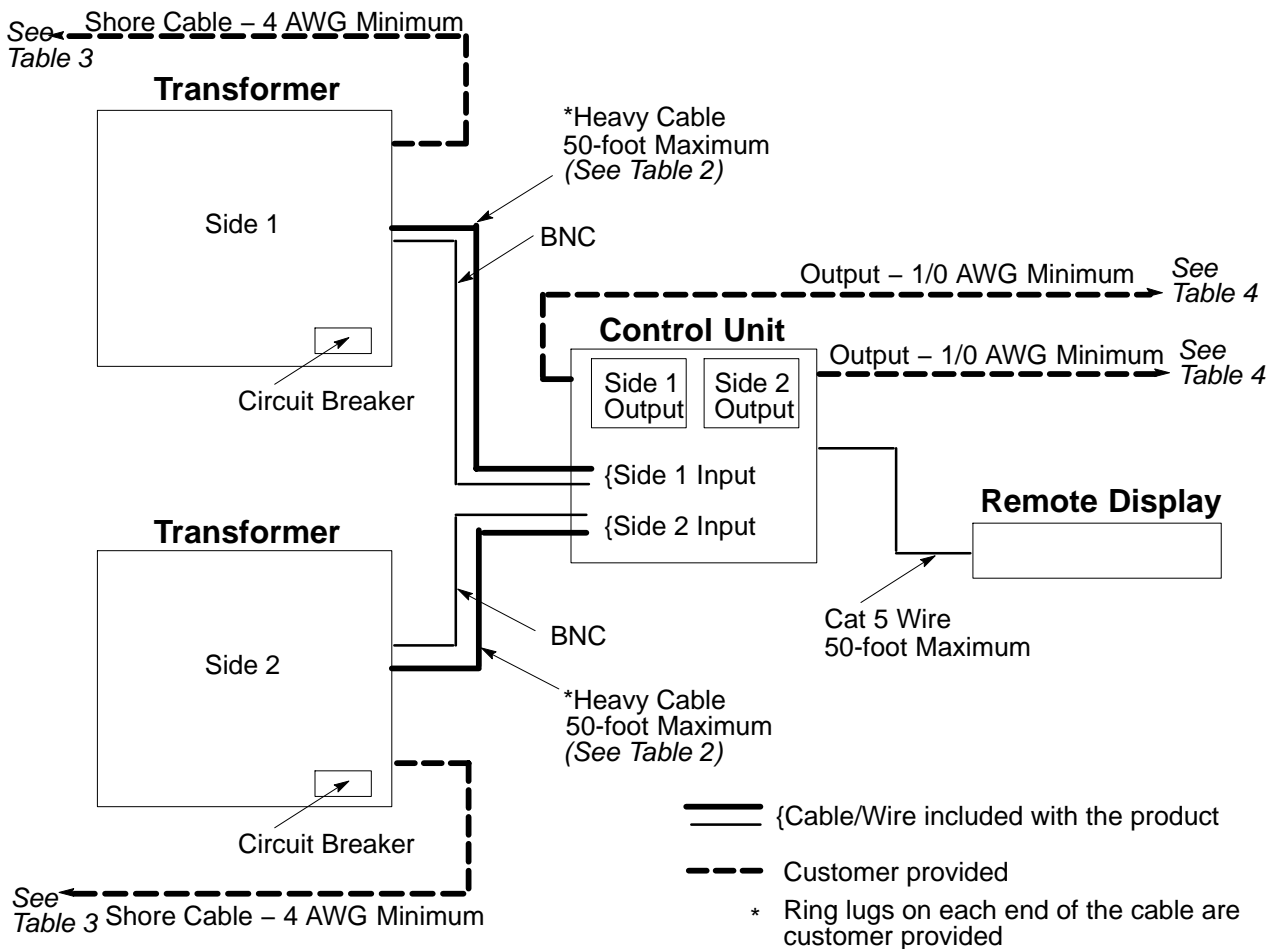 Shore Cable – 4 AWG Minimum
See
Table 3
Transformer
*Heavy Cable
50-foot Maximum
(See Table 2)
Side 1
BNC
Circuit Breaker
Output – 1/0 AWG Minimum
See
Table 4
Control Unit
Output – 1/0 AWG Minimum
See
Table 4
Side 1
Output
Side 2
Output
{Side 1 Input
{Side 2 Input
Remote Display
Cat 5 Wire
50-foot Maximum
Transformer
BNC
Side 2
*Heavy Cable
50-foot Maximum
(See Table 2)
Circuit Breaker
See
Table 3
Shore Cable – 4 AWG Minimum
{Cable/Wire included with the product
Customer provided
* Ring lugs on each end of the cable are
customer provided